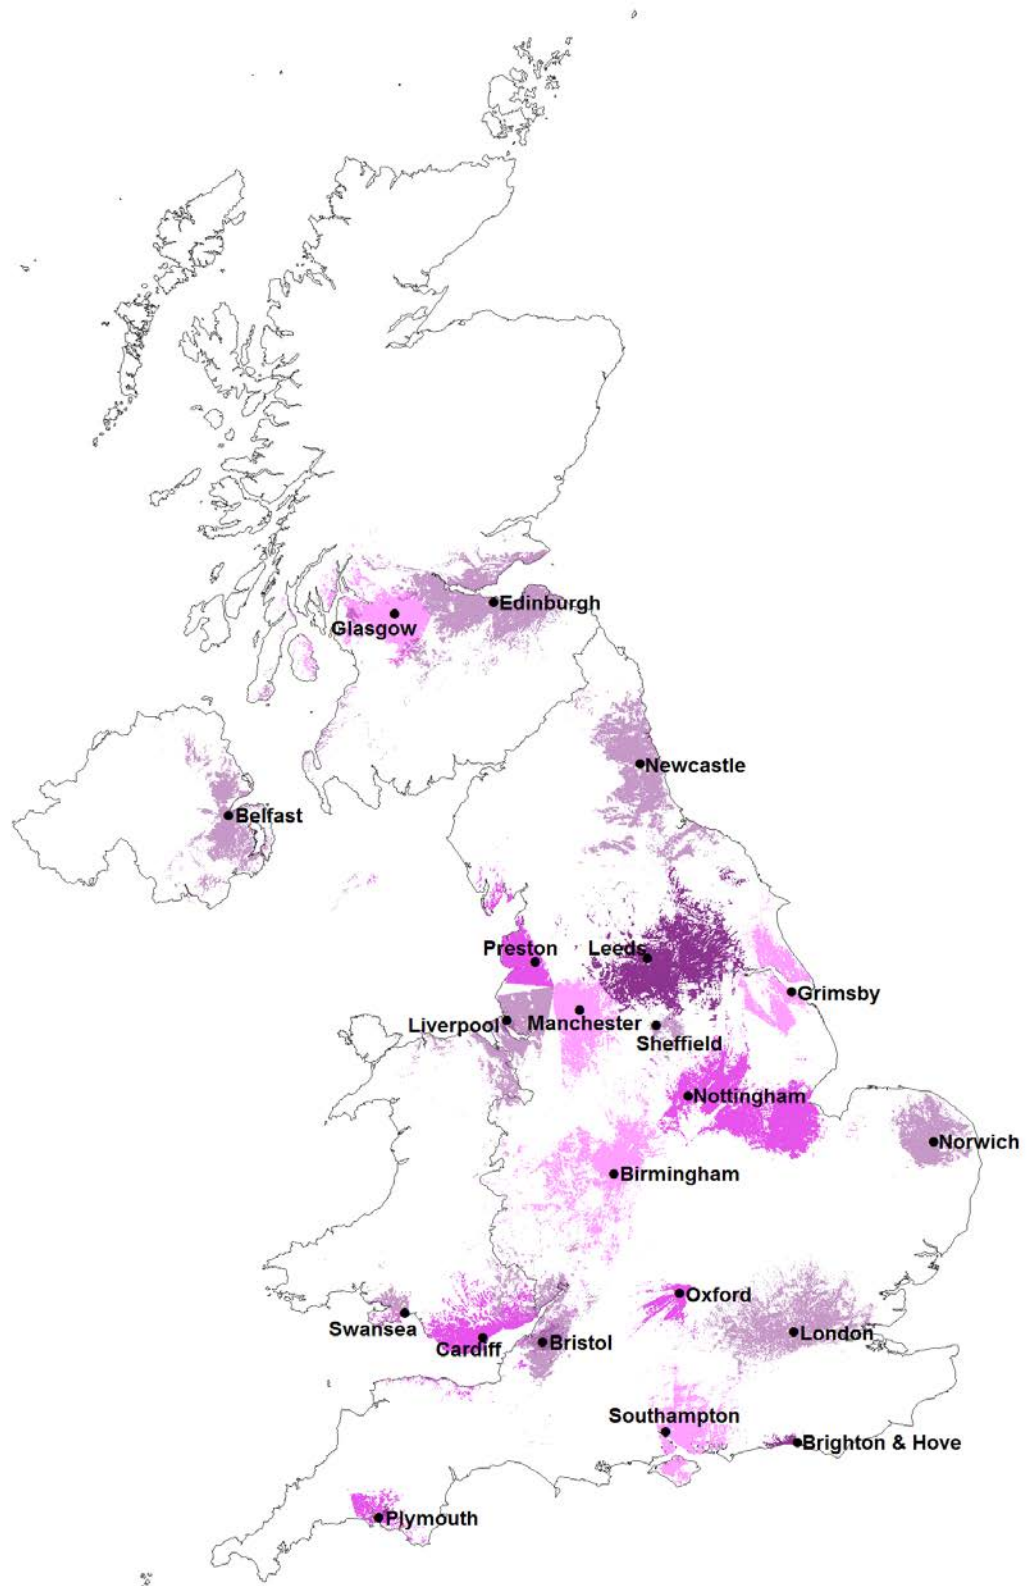 Edinburgh
Glasgow
Newcastle
Belfast
Preston
Leeds
Grimsby
Liverpool
Manchester
Sheffield
Nottingham
Norwich
Birmingham
Oxford
Swansea
London
Cardiff
Bristol
Southampton
Brighton & Hove
Plymouth